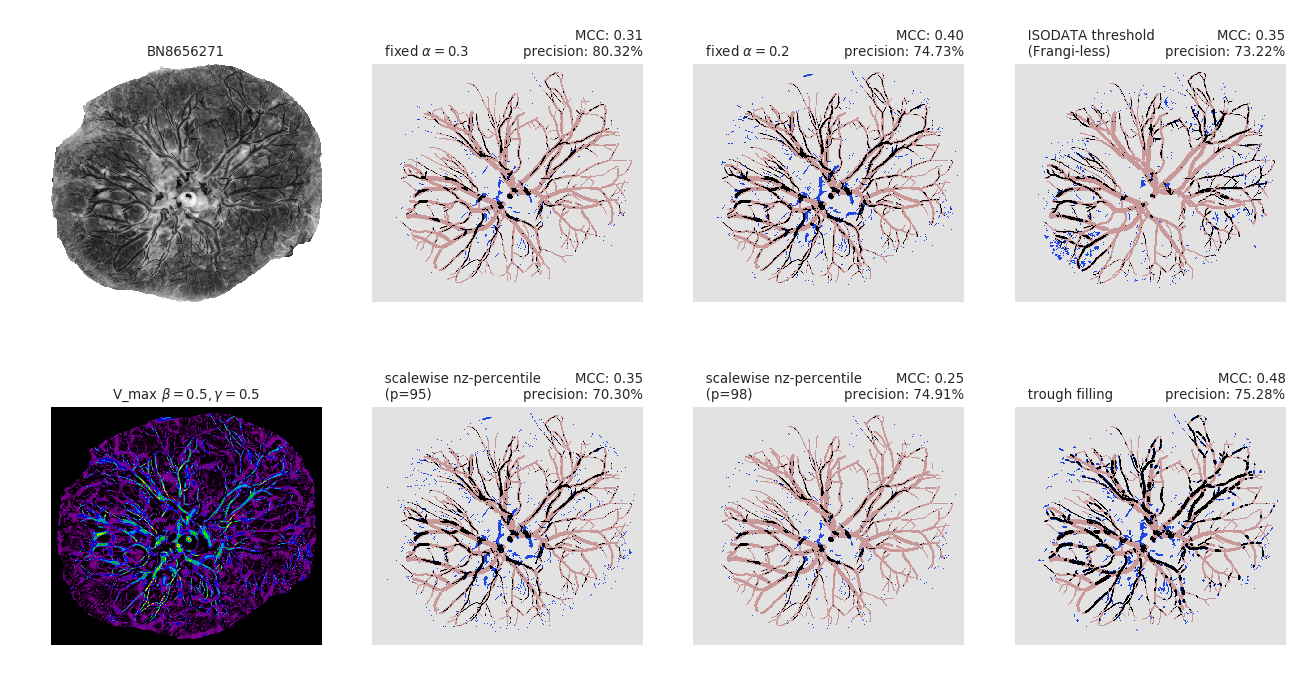 BN8656271
fixed α = 0.3
MCC: 0.31
precision: 80.32%
fixed α = 0.2
MCC: 0.40
precision: 74.73%
ISODATA threshold
(Frangi-less)
MCC: 0.35
precision: 73.22%
V_max β = 0.5, γ = 0.5
scalewise nz-percentile
(p=95)
MCC: 0.35
precision: 70.30%
scalewise nz-percentile
(p=98)
MCC: 0.25
precision: 74.91%
trough filling
MCC: 0.48
precision: 75.28%